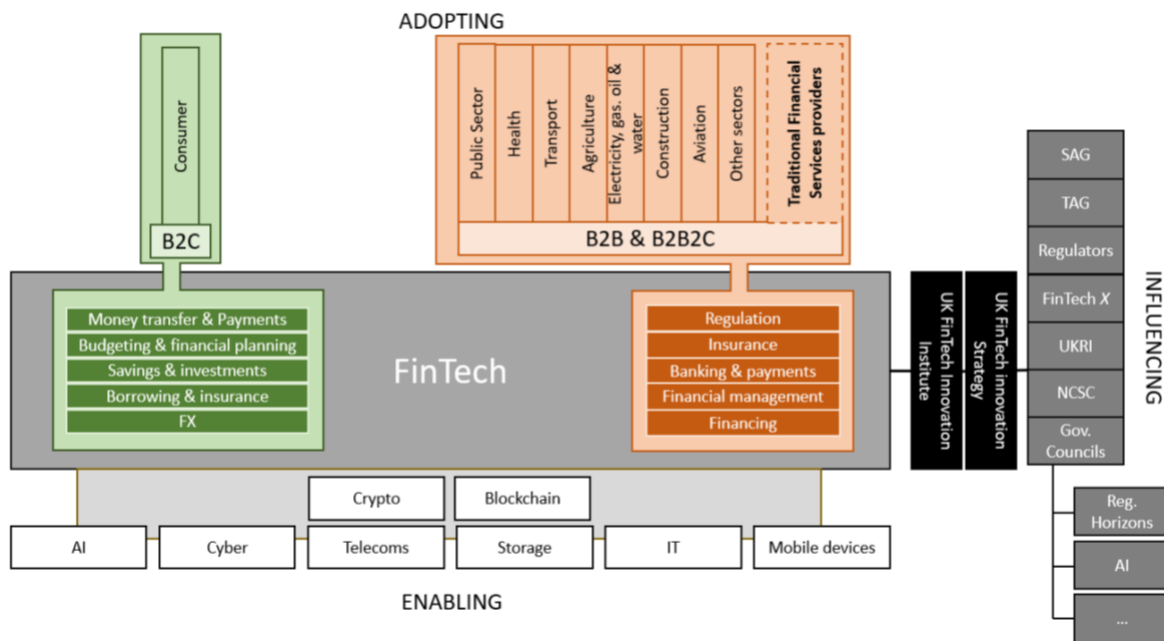 ADOPTING
Consumer
B2C
Public Sector
Health
Transport
Agriculture
Electricity, gas. oil &
water
Construction
Aviation
Other sectors
Traditional Financial
Services providers
B2B & B2B2C
FinTech
Money transfer & Payments
Budgeting & financial planning
Savings & investments
Borrowing & insurance
FX
Regulation
Insurance
Banking & payments
Financial management
Financing
UK FinTech Innovation
Institute
UK FinTech innovation
Strategy
SAG
TAG
Regulators
FinTech X
UKRI
NCSC
Gov.
Councils
Reg.
Horizons
AI
...
INFLUENCING
Crypto
Blockchain
AI
Cyber
Telecoms
Storage
IT
Mobile devices
ENABLING